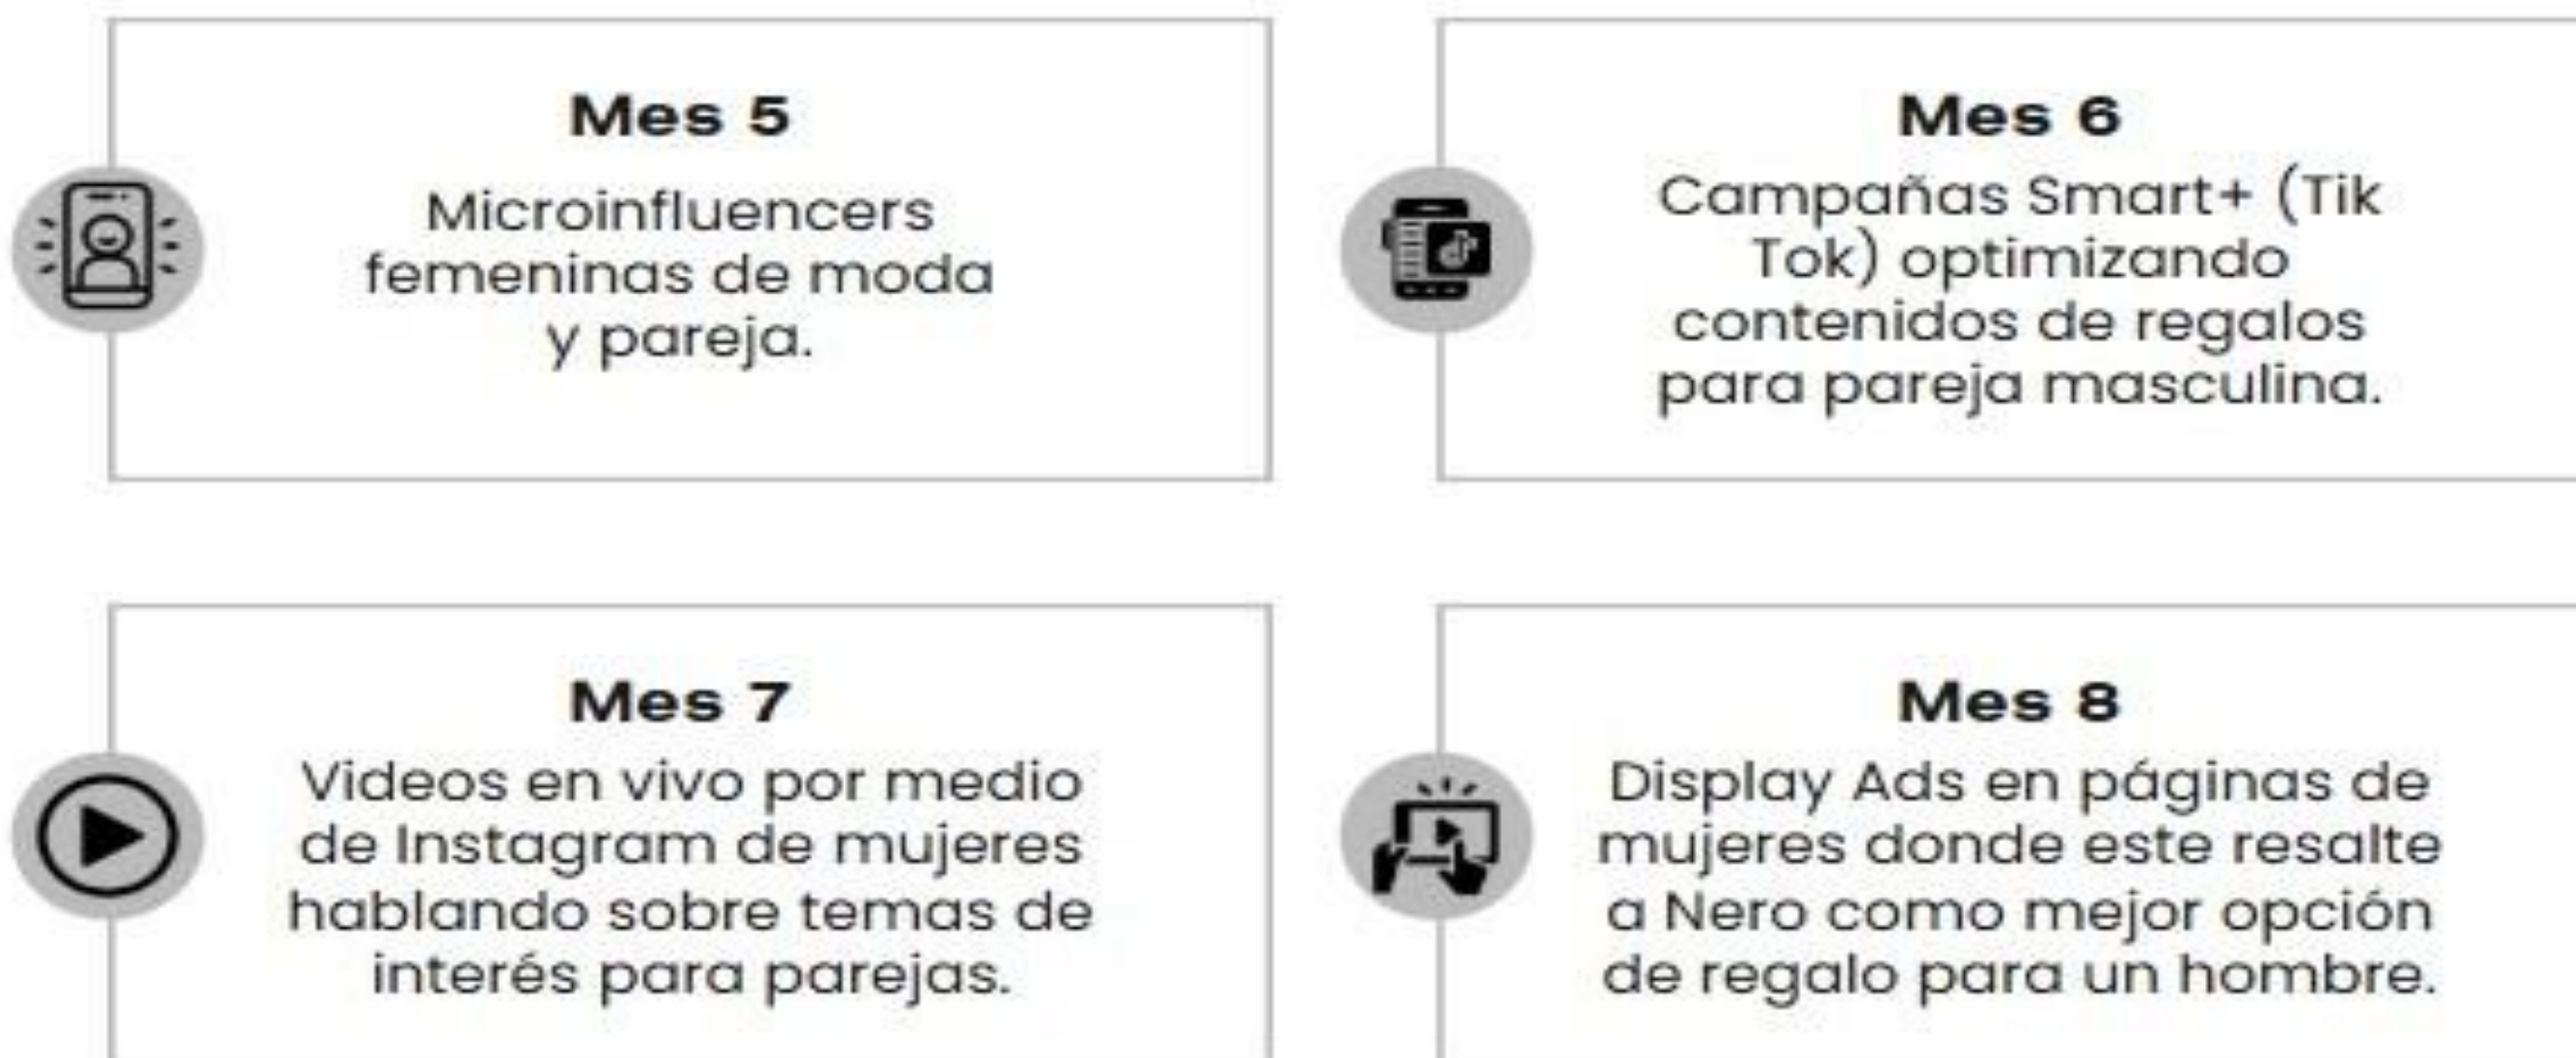 Mes 5
Microinfluencers
femeninas de moda
y pareja.
Mes 6
Campañas Smart+ (Tik
Tok) optimizando
contenidos de regalos
para pareja masculina.
Mes 7
Videos en vivo por medio
de Instagram de mujeres
hablando sobre temas de
interés para parejas.
Mes 8
Display Ads en páginas de
mujeres donde este resalte
a Nero como mejor opción
de regalo para un hombre.